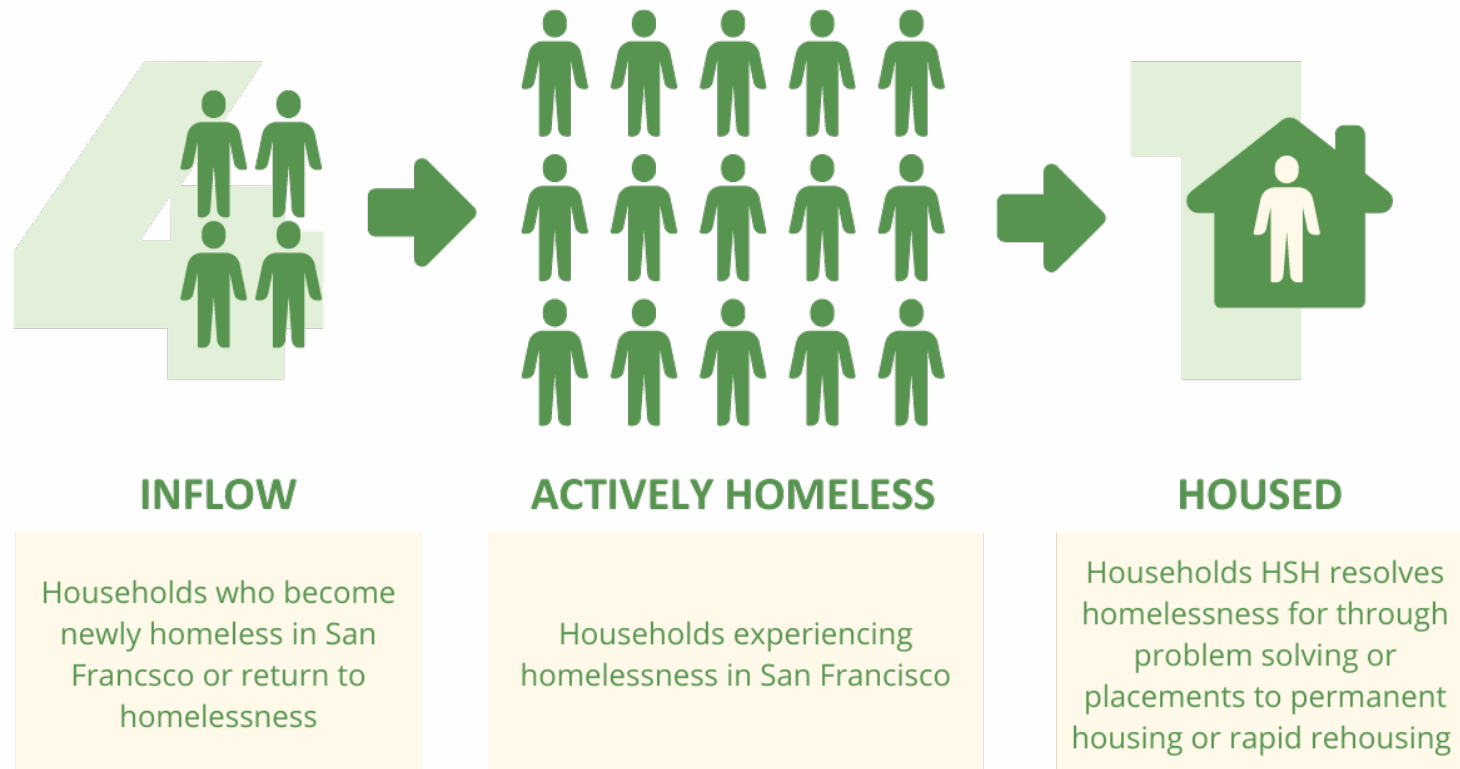 4
1
INFLOW
Households who become
newly homeless in San
Francsco or return to
homelessness
ACTIVELY HOMELESS
Households experiencing
homelessness in San Francisco
HOUSED
Households HSH resolves
homelessness for through
problem solving or
placements to permanent
housing or rapid rehousing